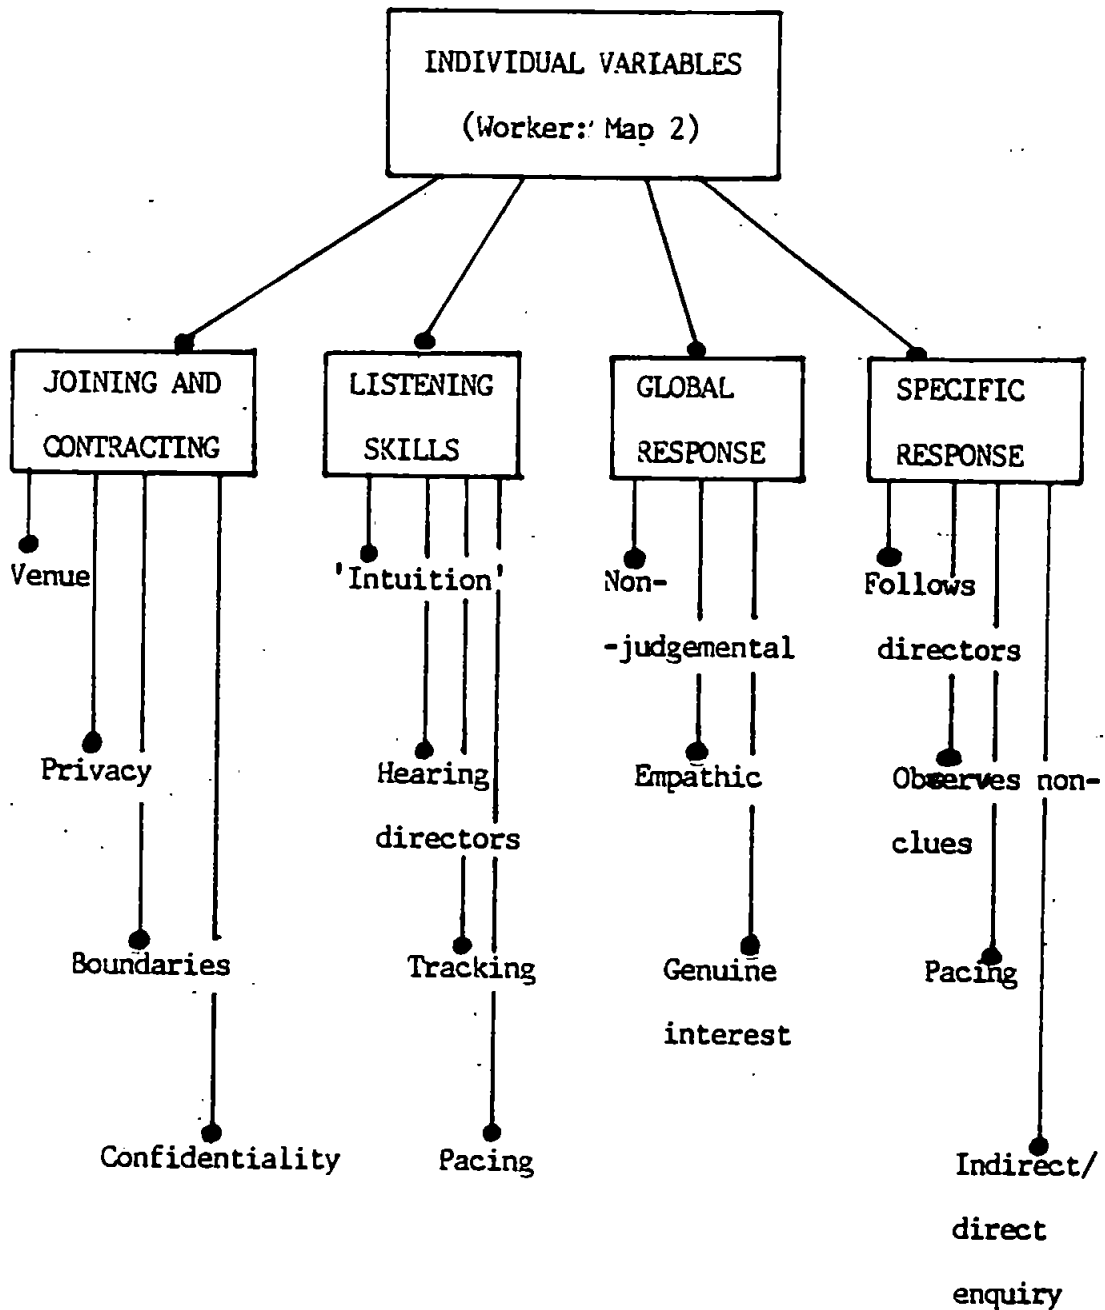 INDIVIDUAL VARIABLES
(Worker: Map 2)
JOINING AND
CONTRACTING
LISTENING
SKILLS
GLOBAL
RESPONSE
SPECIFIC
RESPONSE
Venue
Privacy
Boundaries
Confidentiality
'Intuition'
Hearing
directors
Tracking
Pacing
Non-
-judgemental
Empathic
Genuine
interest
Follows
directors
Observes non-
clues
Pacing
Indirect/
direct
enquiry